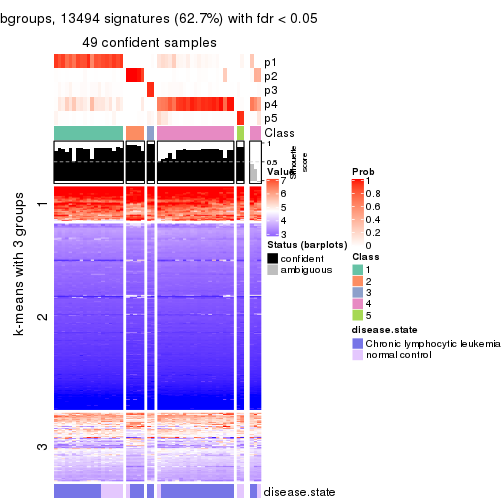 bgroups, 13494 signatures (62.7%) with fdr < 0.05
49 confident samples
p1
p2
p3
p4
p5
Class
1
0.5
0
Silhouette
score
k-means with 3 groups
1
2
3
disease.state
Value
7
6
5
4
3
Status (barplots)
confident
ambiguous
Prob
1
0.8
0.6
0.4
0.2
0
Class
1
2
3
4
5
disease.state
Chronic lymphocytic leukemia
normal control